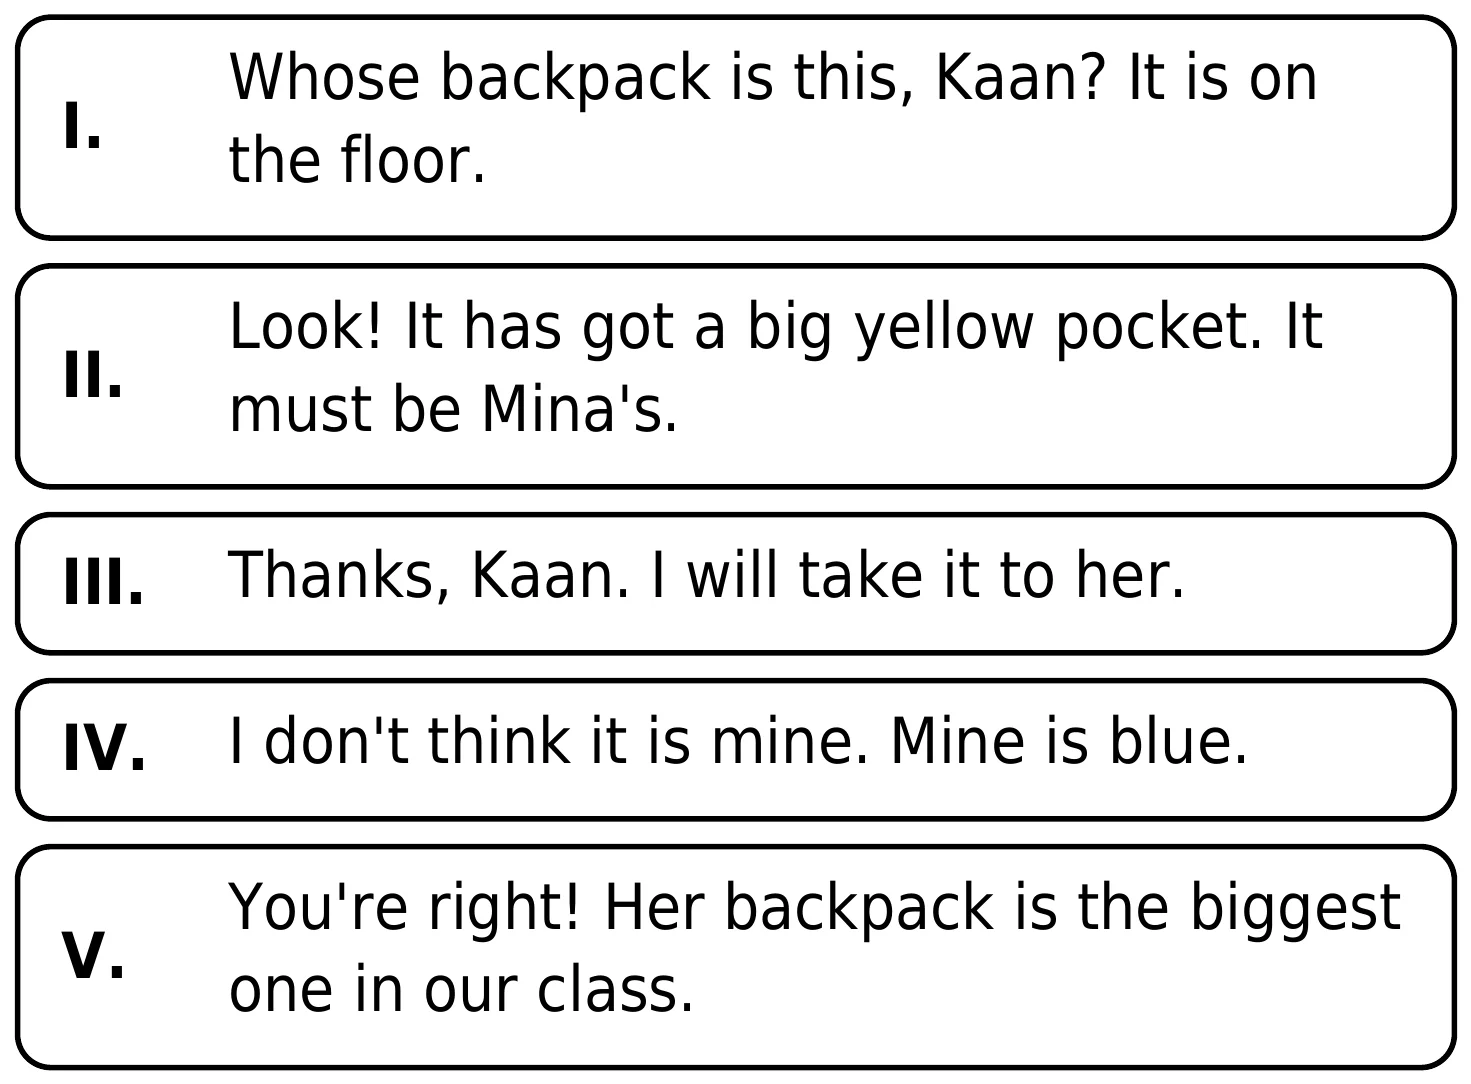 I. Whose backpack is this, Kaan? It is on
the floor.
II. Look! It has got a big yellow pocket. It
must be Mina's.
III. Thanks, Kaan. I will take it to her.
IV. I don't think it is mine. Mine is blue.
V. You're right! Her backpack is the biggest
one in our class.